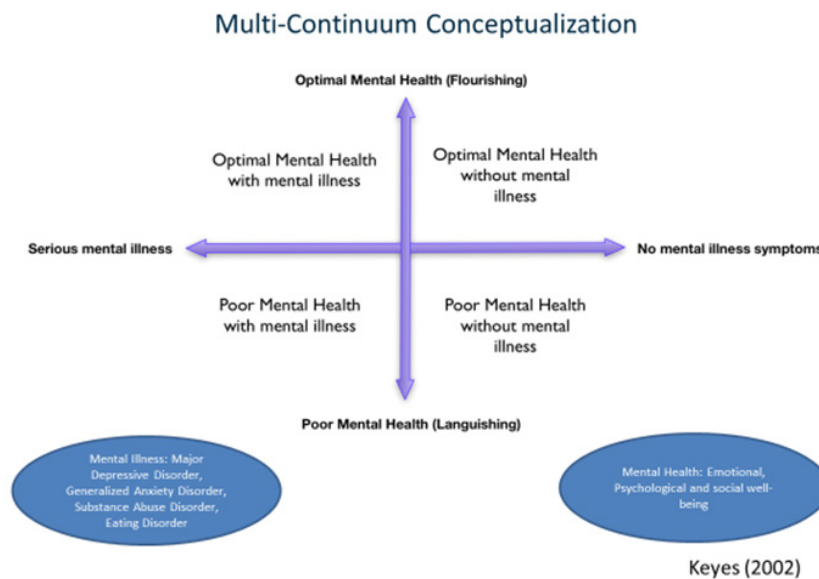 Multi-Continuum Conceptualization
Optimal Mental Health (Flourishing)
Optimal Mental Health
with mental illness
Optimal Mental Health
without mental
illness
Serious mental illness
No mental illness symptoms
Poor Mental Health
with mental illness
Poor Mental Health
without mental
illness
Poor Mental Health (Languishing)
Mental Illness: Major
Depressive Disorder,
Generalized Anxiety Disorder,
Substance Abuse Disorder,
Eating Disorder
Mental Health: Emotional,
Psychological and social well-
being
Keyes (2002)